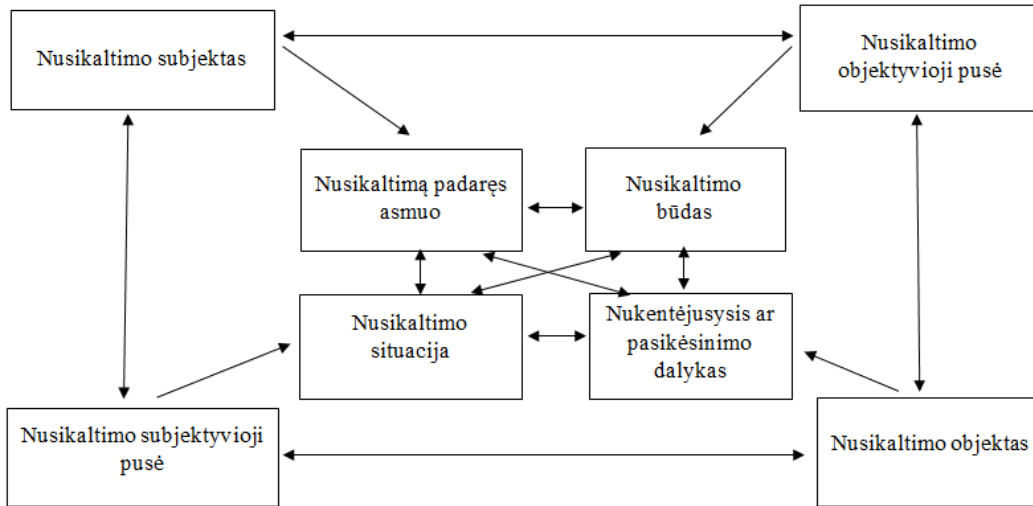 Nusikaltimo subjektas
Nusikaltimo
objektyvioji pusė
Nusikaltimą padaręs
asmuo
Nusikaltimo
būdas
Nusikaltimo
situacija
Nukentėjusysis ar
pasikėsinimo
dalykas
Nusikaltimo subjektyvioji
pusė
Nusikaltimo objektas